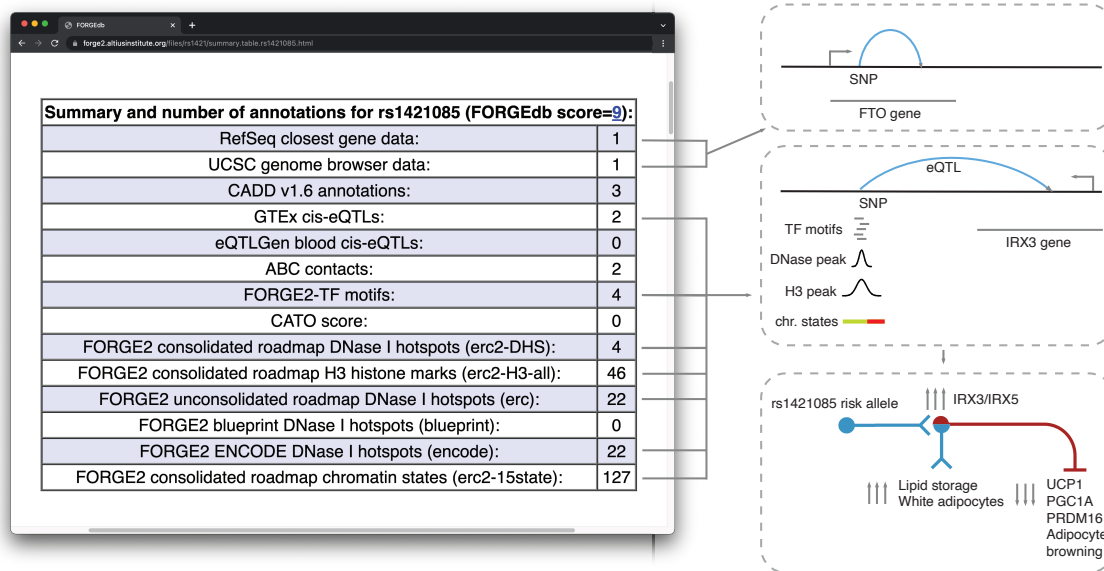 FORGEdb
forge2.altiusinstitute.org/files/rs1421/summary.table.rs1421085.html
Summary and number of annotations for rs1421085 (FORGEdb score=9):
RefSeq closest gene data: 1
UCSC genome browser data: 1
CADD v1.6 annotations: 3
GTEx cis-eQTLs: 2
eQTLGen blood cis-eQTLs: 0
ABC contacts: 2
FORGE2-TF motifs: 4
CATO score: 0
FORGE2 consolidated roadmap DNase I hotspots (erc2-DHS): 4
FORGE2 consolidated roadmap H3 histone marks (erc2-H3-all): 46
FORGE2 unconsolidated roadmap DNase I hotspots (erc): 22
FORGE2 blueprint DNase I hotspots (blueprint): 0
FORGE2 ENCODE DNase I hotspots (encode): 22
FORGE2 consolidated roadmap chromatin states (erc2-15state): 127
SNP
FTO gene
eQTL
SNP
TF motifs
IRX3 gene
DNase peak
H3 peak
chr. states
rs1421085 risk allele
IRX3/IRX5
Lipid storage
White adipocytes
UCP1
PGC1A
PRDM16
Adipocyte
browning